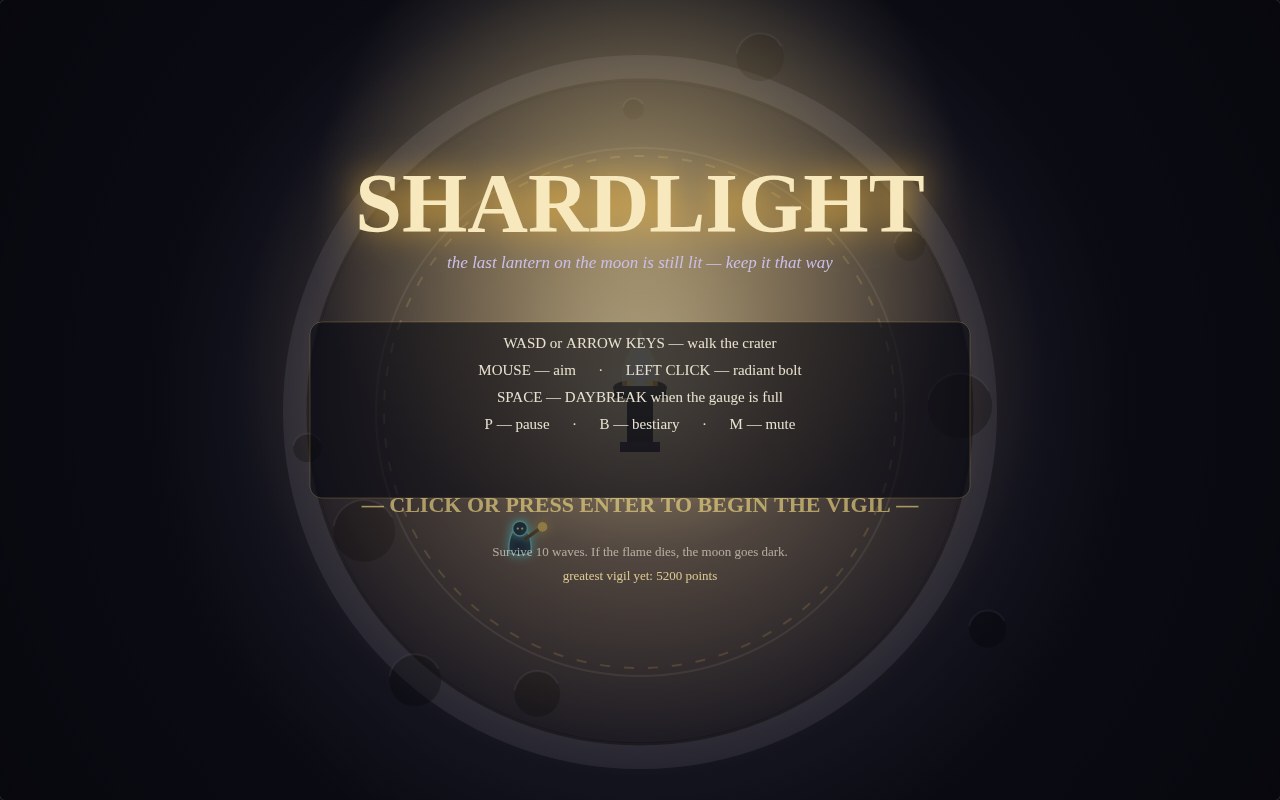 SHARDLIGHT
the last lantern on the moon is still lit — keep it that way
WASD or ARROW KEYS — walk the crater
MOUSE — aim · LEFT CLICK — radiant bolt
SPACE — DAYBREAK when the gauge is full
P — pause · B — bestiary · M — mute
— CLICK OR PRESS ENTER TO BEGIN THE VIGIL —
Survive 10 waves. If the flame dies, the moon goes dark.
greatest vigil yet: 5200 points